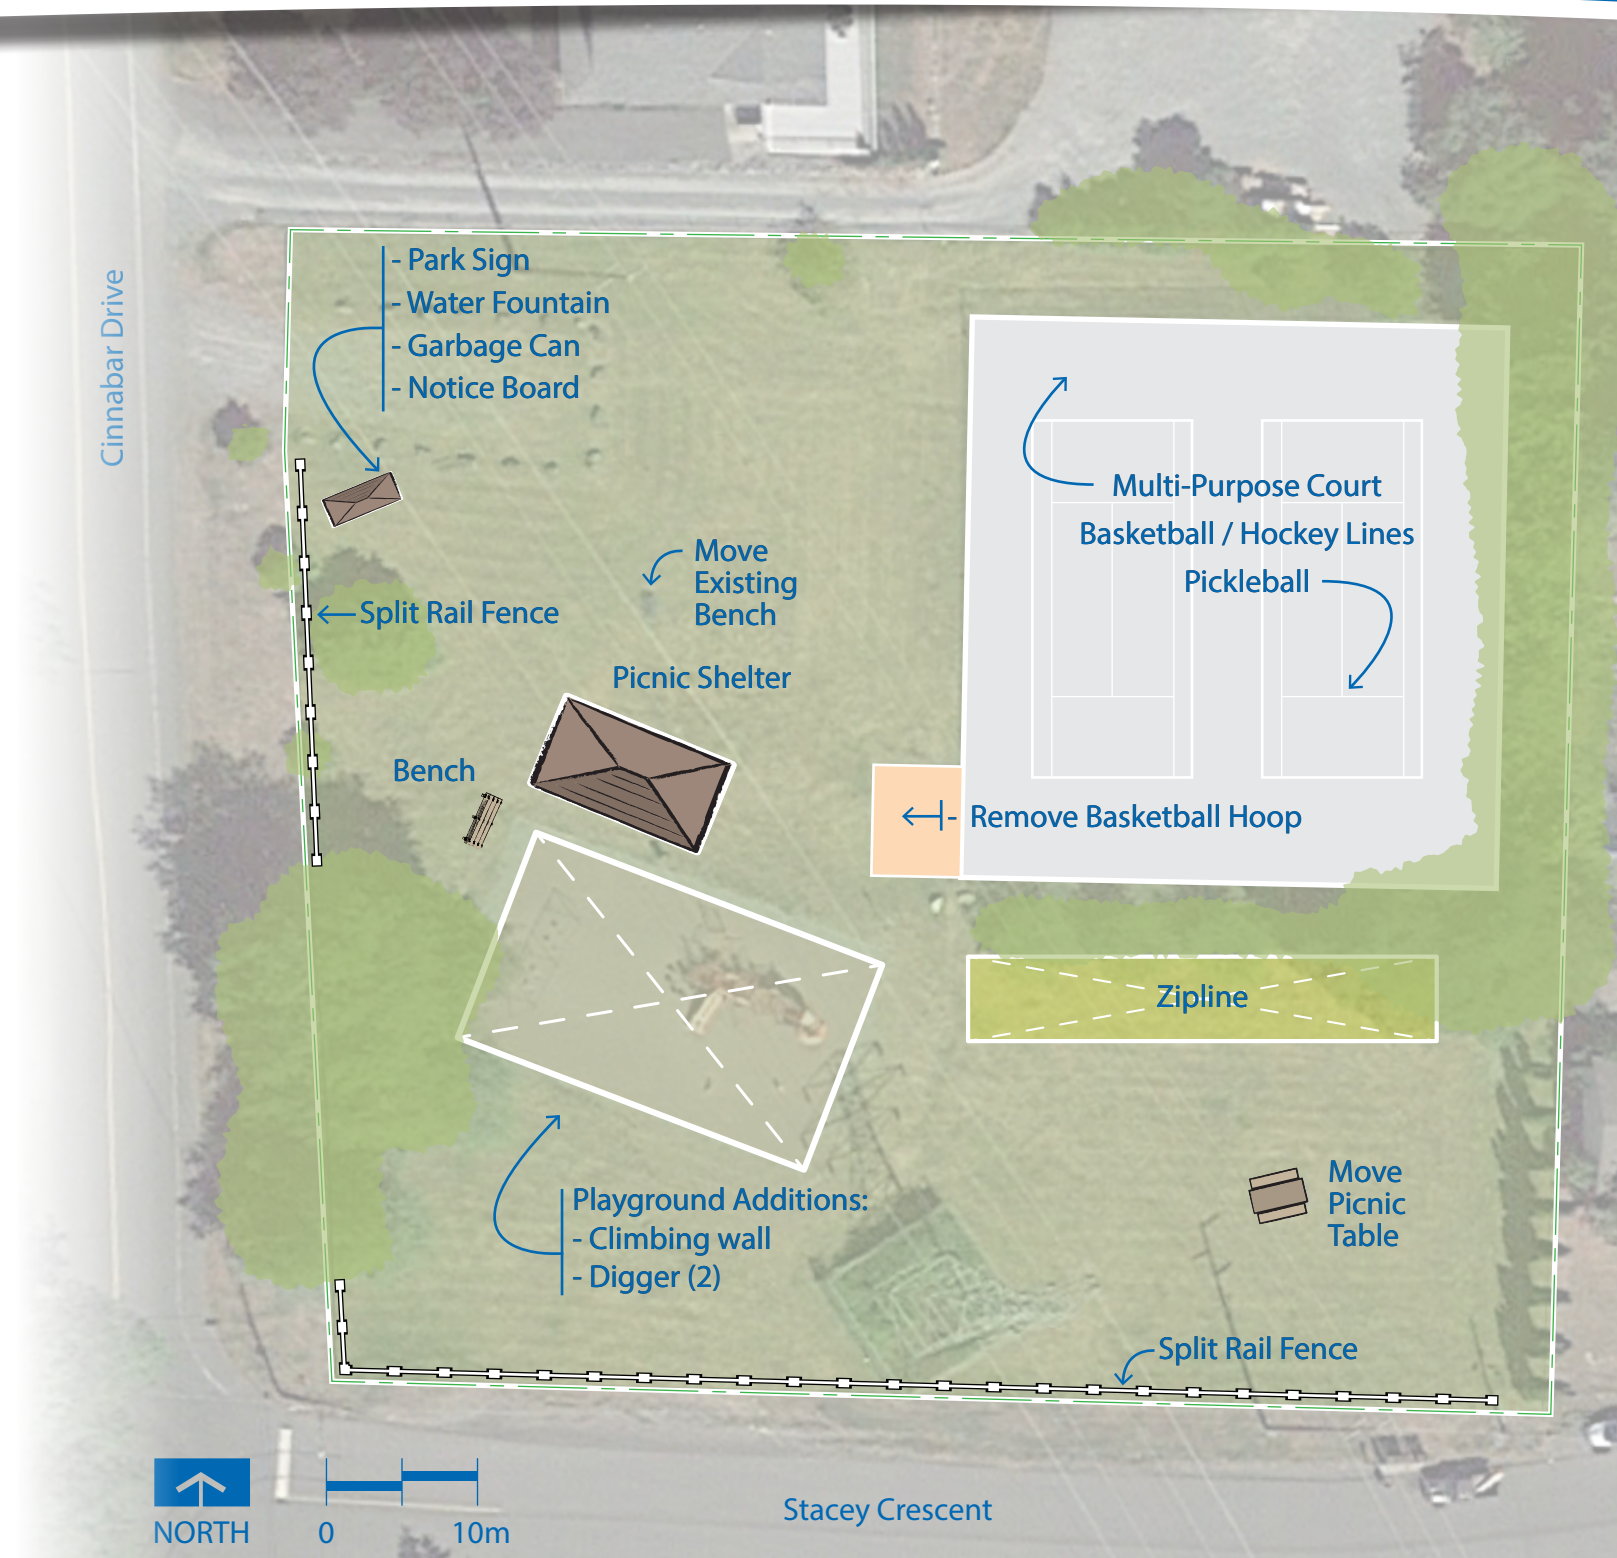 - Park Sign
- Water Fountain
- Garbage Can
- Notice Board
Cinnabar Drive
Multi-Purpose Court
Basketball / Hockey Lines
Pickleball
Move
Existing
Bench
Split Rail Fence
Picnic Shelter
Bench
- Remove Basketball Hoop
Zipline
Move
Picnic
Table
Playground Additions:
- Climbing wall
- Digger (2)
Split Rail Fence
Stacey Crescent
NORTH
0
10m